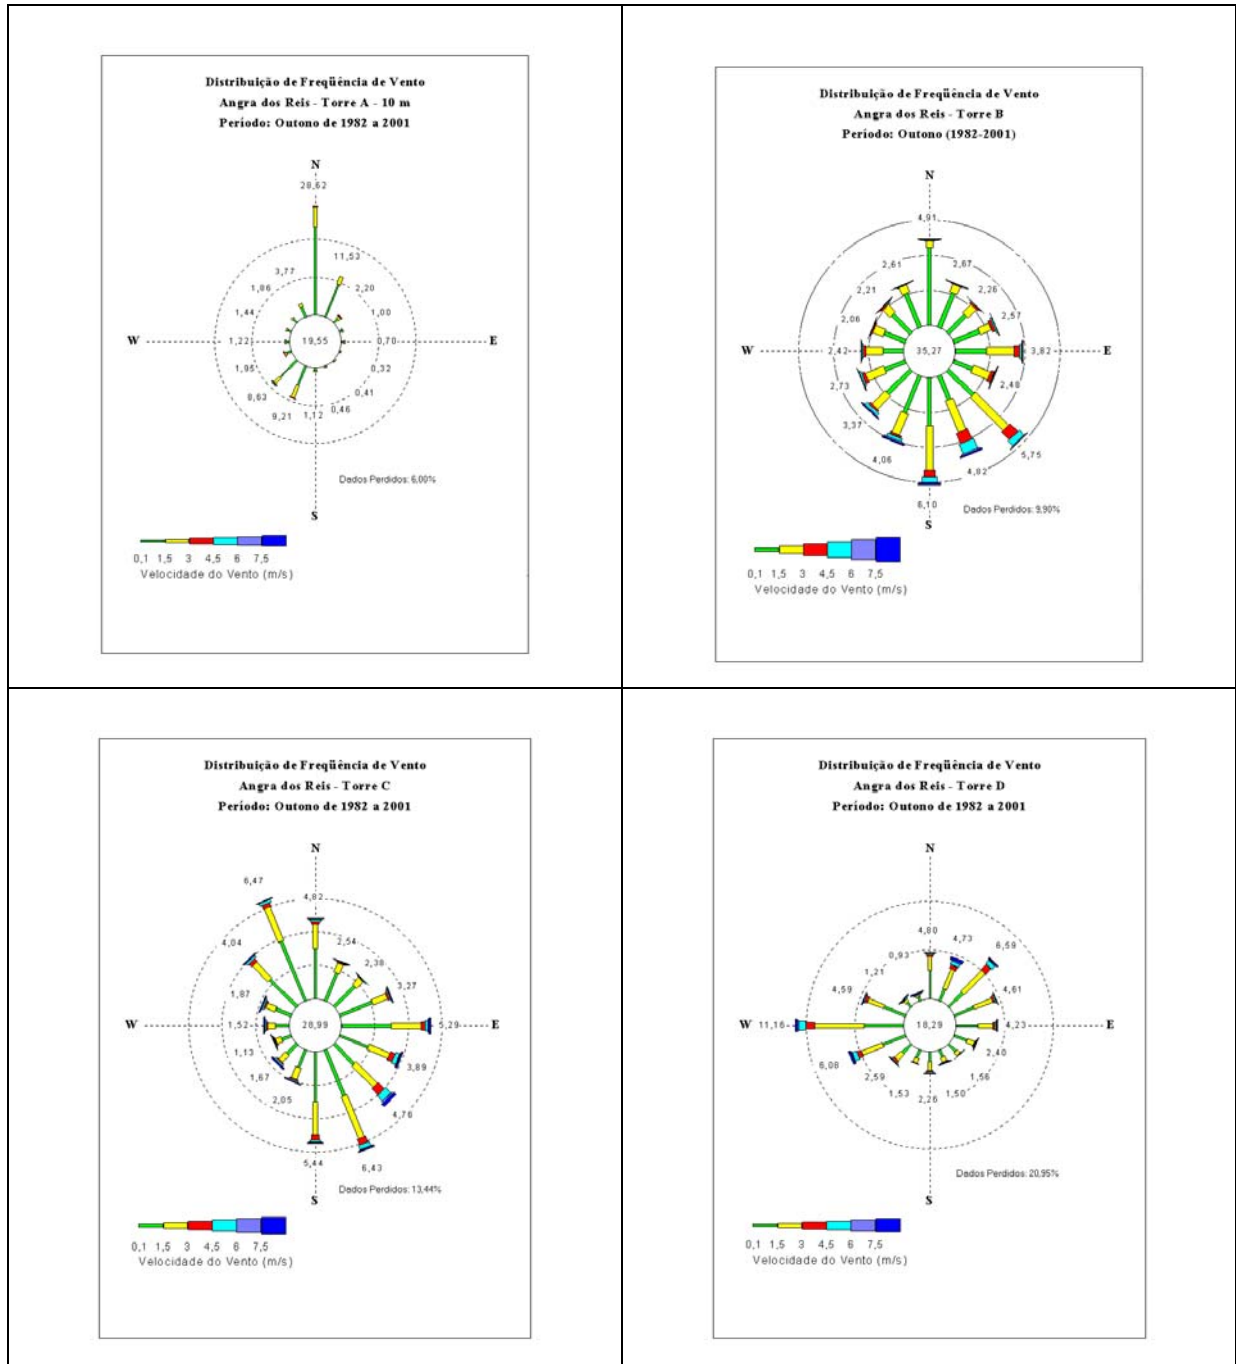 Distribuição de Freqüência de Vento
Angra dos Reis - Torre A - 10 m
Período: Outono de 1982 a 2001
N
28,62
11,53
3,77
1,86
2,20
1,44
1,00
W
1,22
19,55
0,70
E
1,95
0,32
8,63
0,41
9,21
1,12
0,46
Dados Perdidos: 6,00%
S
0,1 1,5 3 4,5 6 7,5
Velocidade do Vento (m/s)
Distribuição de Freqüência de Vento
Angra dos Reis - Torre B
Período: Outono (1982-2001)
N
4,91
2,61
2,67
2,21
2,26
2,06
2,57
W
2,42
35,27
3,82
E
2,73
2,48
3,37
5,75
4,06
4,82
6,10
Dados Perdidos: 9,90%
S
0,1 1,5 3 4,5 6 7,5
Velocidade do Vento (m/s)
Distribuição de Freqüência de Vento
Angra dos Reis - Torre C
Período: Outono de 1982 a 2001
N
6,47
4,82
4,04
2,54
2,38
1,87
3,27
W
1,52
28,99
5,29
E
1,13
3,89
1,67
4,76
2,05
5,44
6,43
Dados Perdidos: 13,44%
S
0,1 1,5 3 4,5 6 7,5
Velocidade do Vento (m/s)
Distribuição de Freqüência de Vento
Angra dos Reis - Torre D
Período: Outono de 1982 a 2001
N
4,80
4,73
0,93
6,59
1,21
4,59
4,61
W
11,16
18,29
4,23
E
6,08
2,40
2,59
1,56
1,53
1,50
2,26
Dados Perdidos: 20,95%
S
0,1 1,5 3 4,5 6 7,5
Velocidade do Vento (m/s)